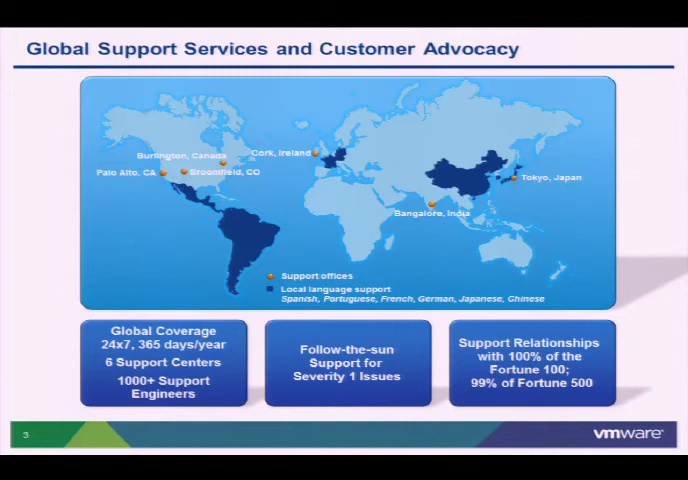 Global Support Services and Customer Advocacy
Burlington, Canada
Cork, Ireland
Palo Alto, CA
Broomfield, CO
Tokyo, Japan
Bangalore, India
Support offices
Local language support
Spanish, Portuguese, French, German, Japanese, Chinese
Global Coverage
24x7, 365 days/year
6 Support Centers
1000+ Support
Engineers
Follow-the-sun
Support for
Severity 1 Issues
Support Relationships
with 100% of the
Fortune 100;
99% of Fortune 500
3
vmware